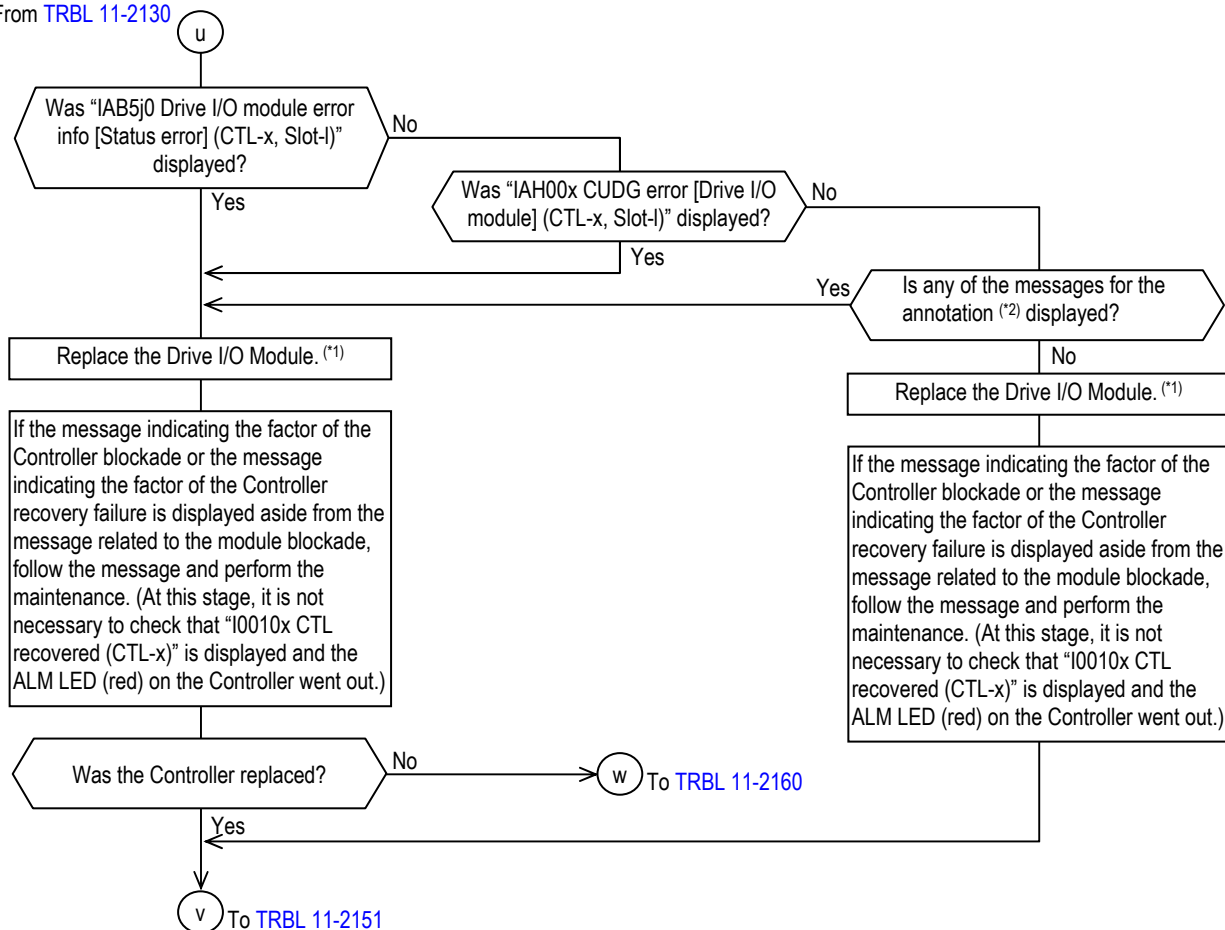 From TRBL 11-2130
u
Was “IAB5j0 Drive I/O module error
info [Status error] (CTL-x, Slot-l)”
displayed?
No
Yes
Was “IAH00x CUDG error [Drive I/O
module] (CTL-x, Slot-l)” displayed?
No
Yes
Is any of the messages for the
annotation (*2) displayed?
Yes
No
Replace the Drive I/O Module. (*1)
If the message indicating the factor of the
Controller blockade or the message
indicating the factor of the Controller
recovery failure is displayed aside from the
message related to the module blockade,
follow the message and perform the
maintenance. (At this stage, it is not
necessary to check that “I0010x CTL
recovered (CTL-x)” is displayed and the
ALM LED (red) on the Controller went out.)
Replace the Drive I/O Module. (*1)
If the message indicating the factor of the
Controller blockade or the message
indicating the factor of the Controller
recovery failure is displayed aside from the
message related to the module blockade,
follow the message and perform the
maintenance. (At this stage, it is not
necessary to check that “I0010x CTL
recovered (CTL-x)” is displayed and the
ALM LED (red) on the Controller went out.)
Was the Controller replaced?
No
w
To TRBL 11-2160
Yes
v
To TRBL 11-2151